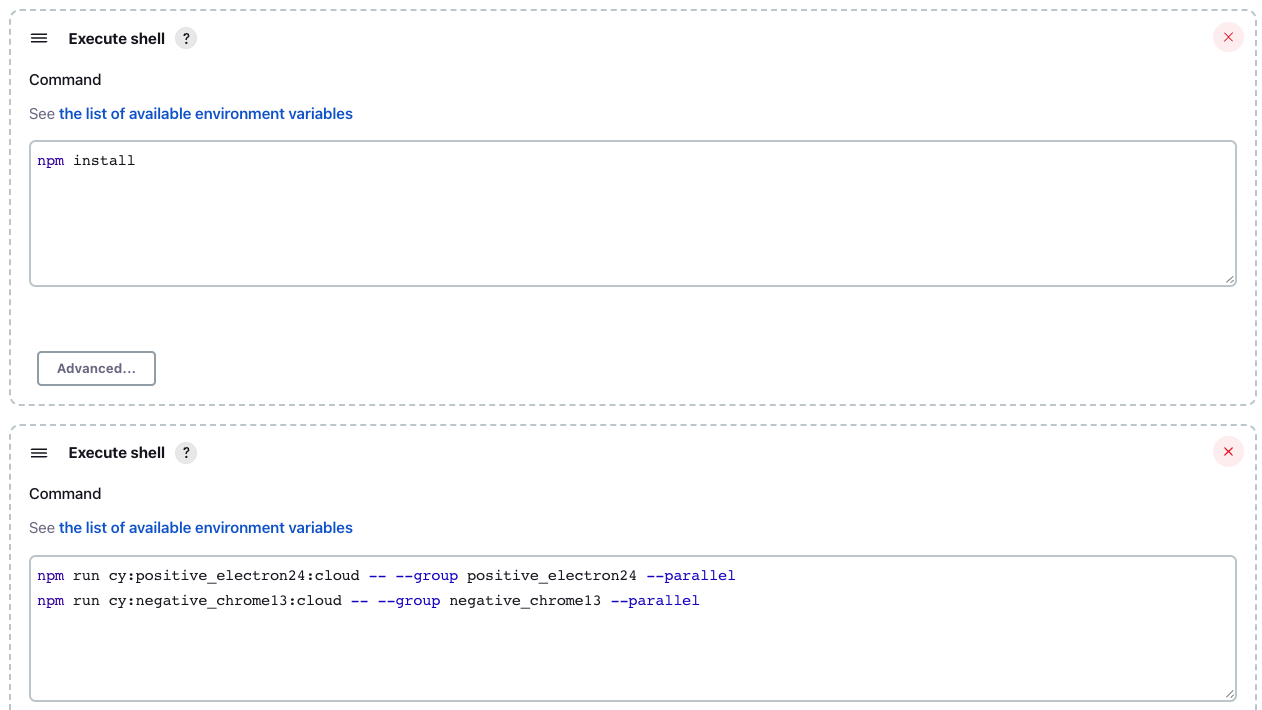 Execute shell ?
Command
See the list of available environment variables
npm install
Advanced...
Execute shell ?
Command
See the list of available environment variables
npm run cy:positive_electron24:cloud -- --group positive_electron24 --parallel
npm run cy:negative_chrome13:cloud -- --group negative_chrome13 --parallel